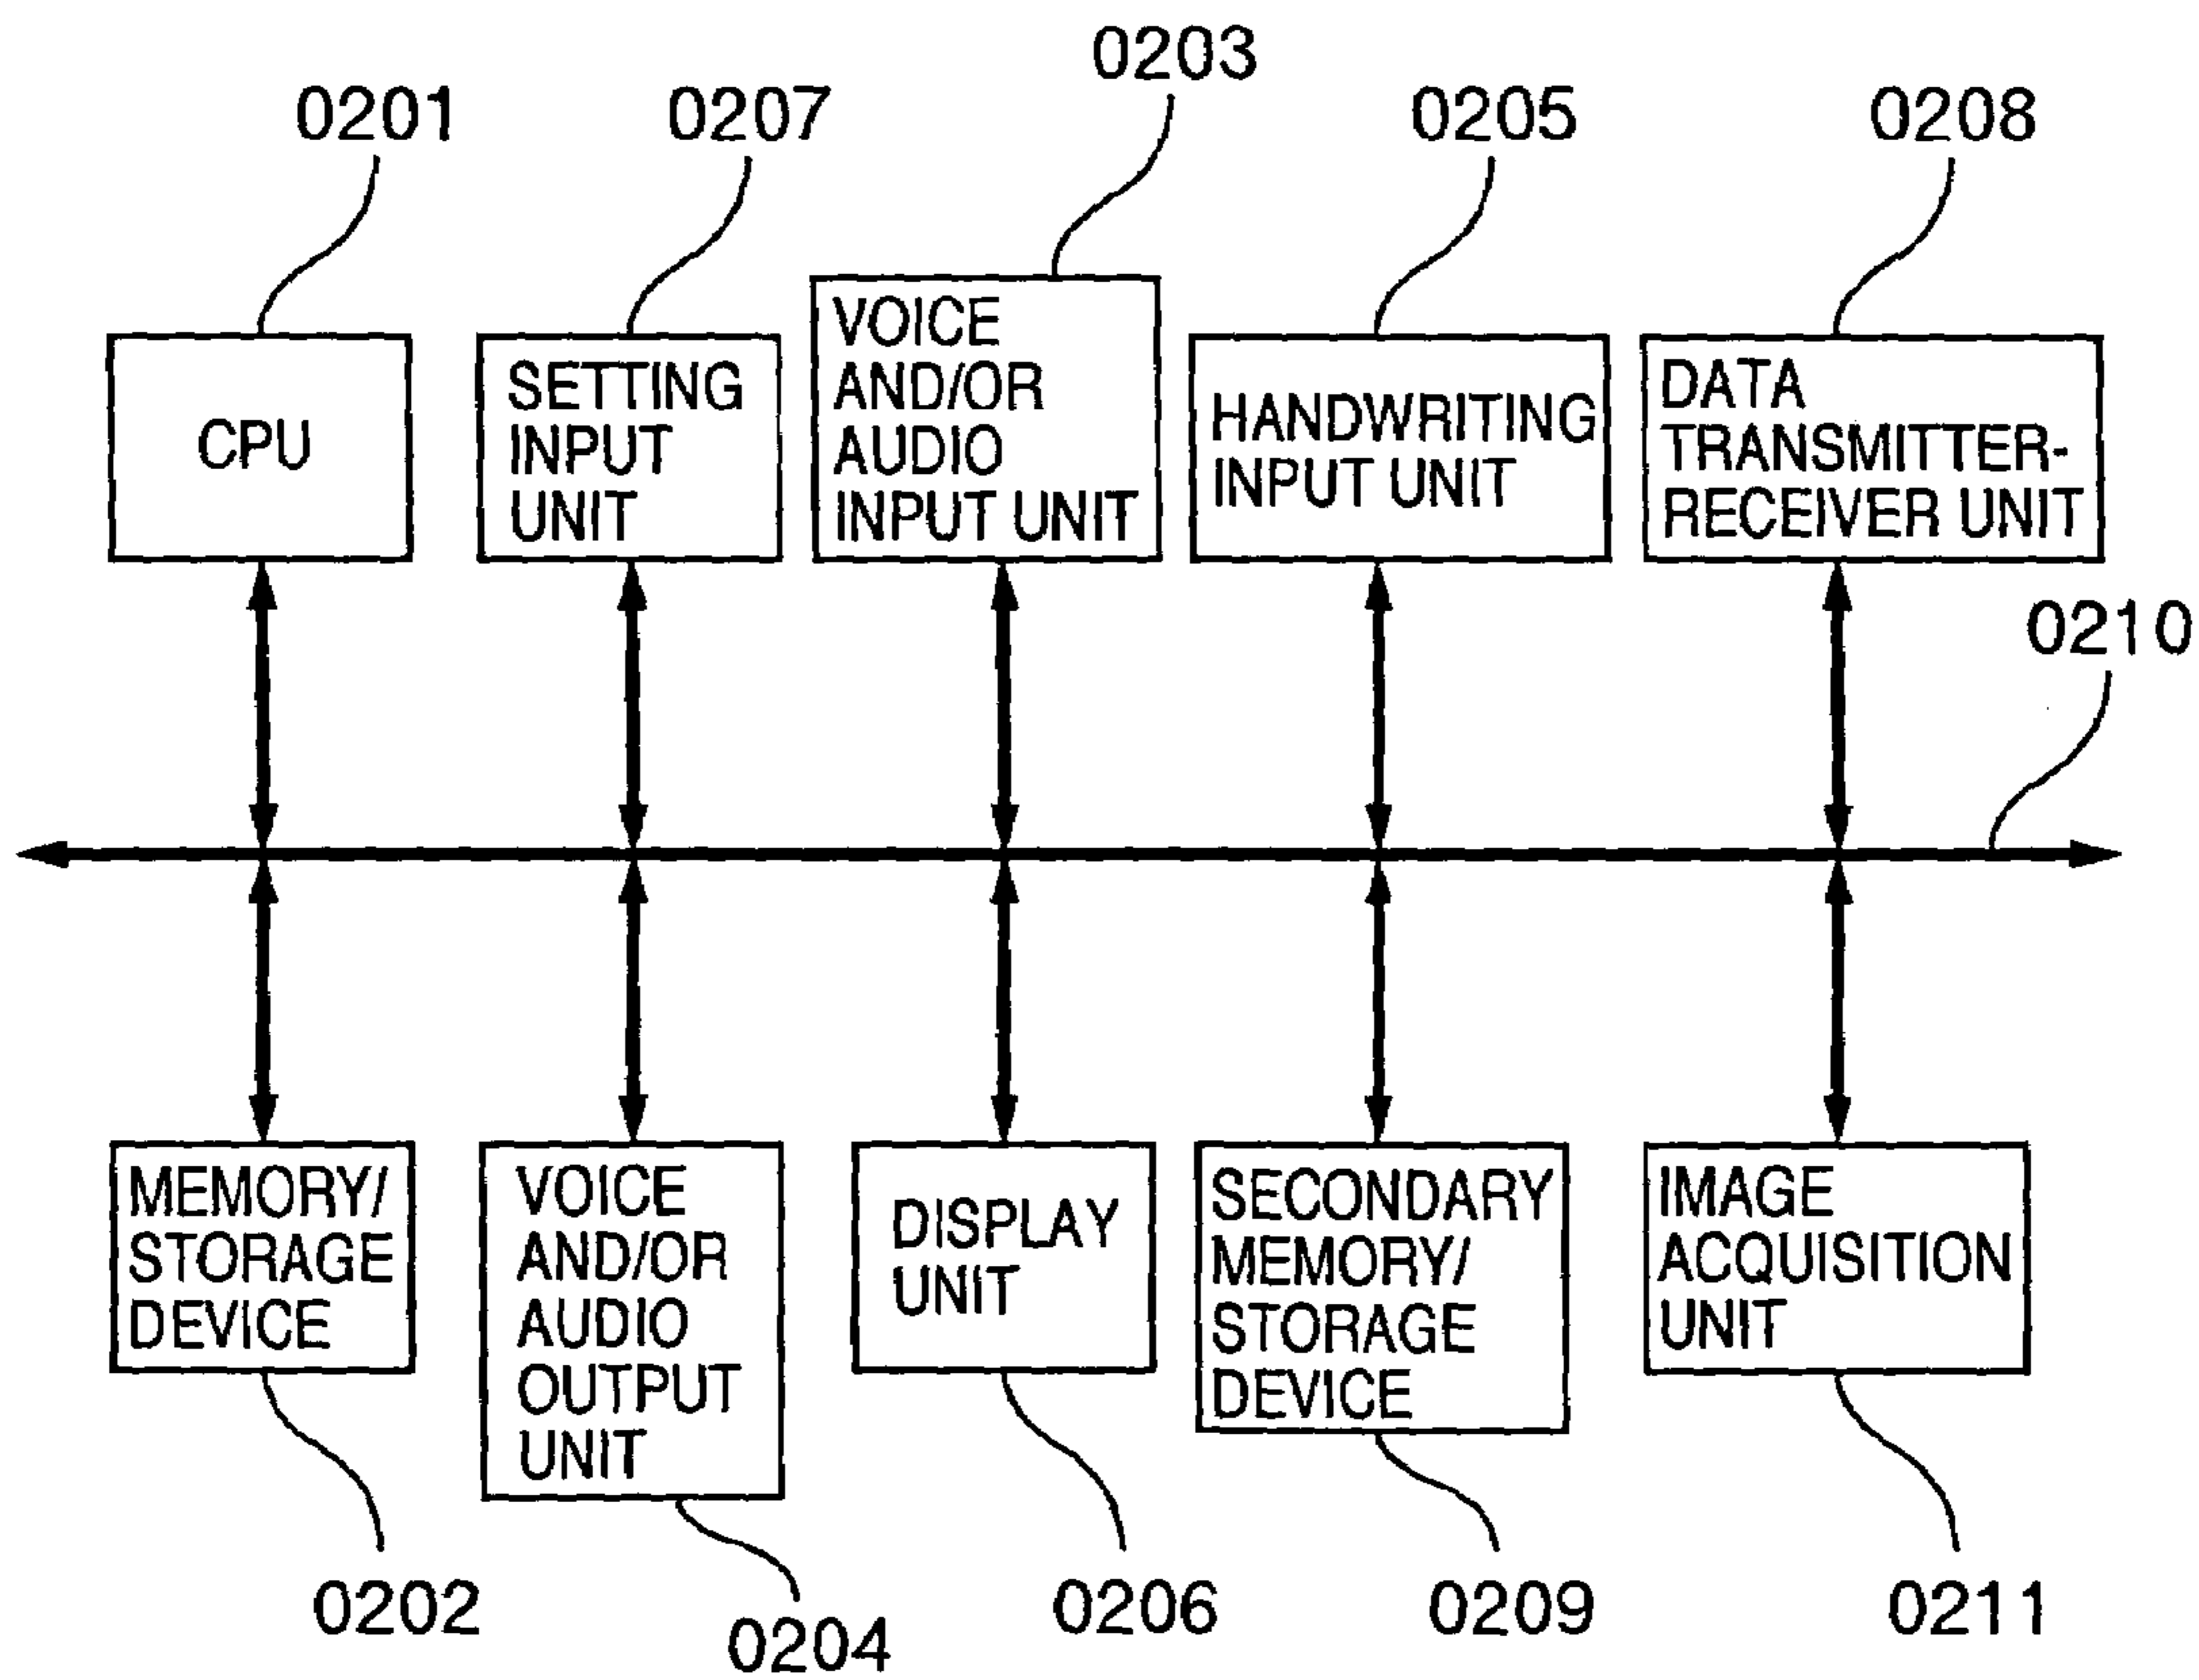 0203
0201
0207
0205
0208
CPU
SETTING
INPUT
UNIT
VOICE
AND/OR
AUDIO
INPUT UNIT
HANDWRITING
INPUT UNIT
DATA
TRANSMITTER-
RECEIVER UNIT
0210
MEMORY/
STORAGE
DEVICE
VOICE
AND/OR
AUDIO
OUTPUT
UNIT
DISPLAY
UNIT
SECONDARY
MEMORY/
STORAGE
DEVICE
IMAGE
ACQUISITION
UNIT
0202
0204
0206
0209
0211